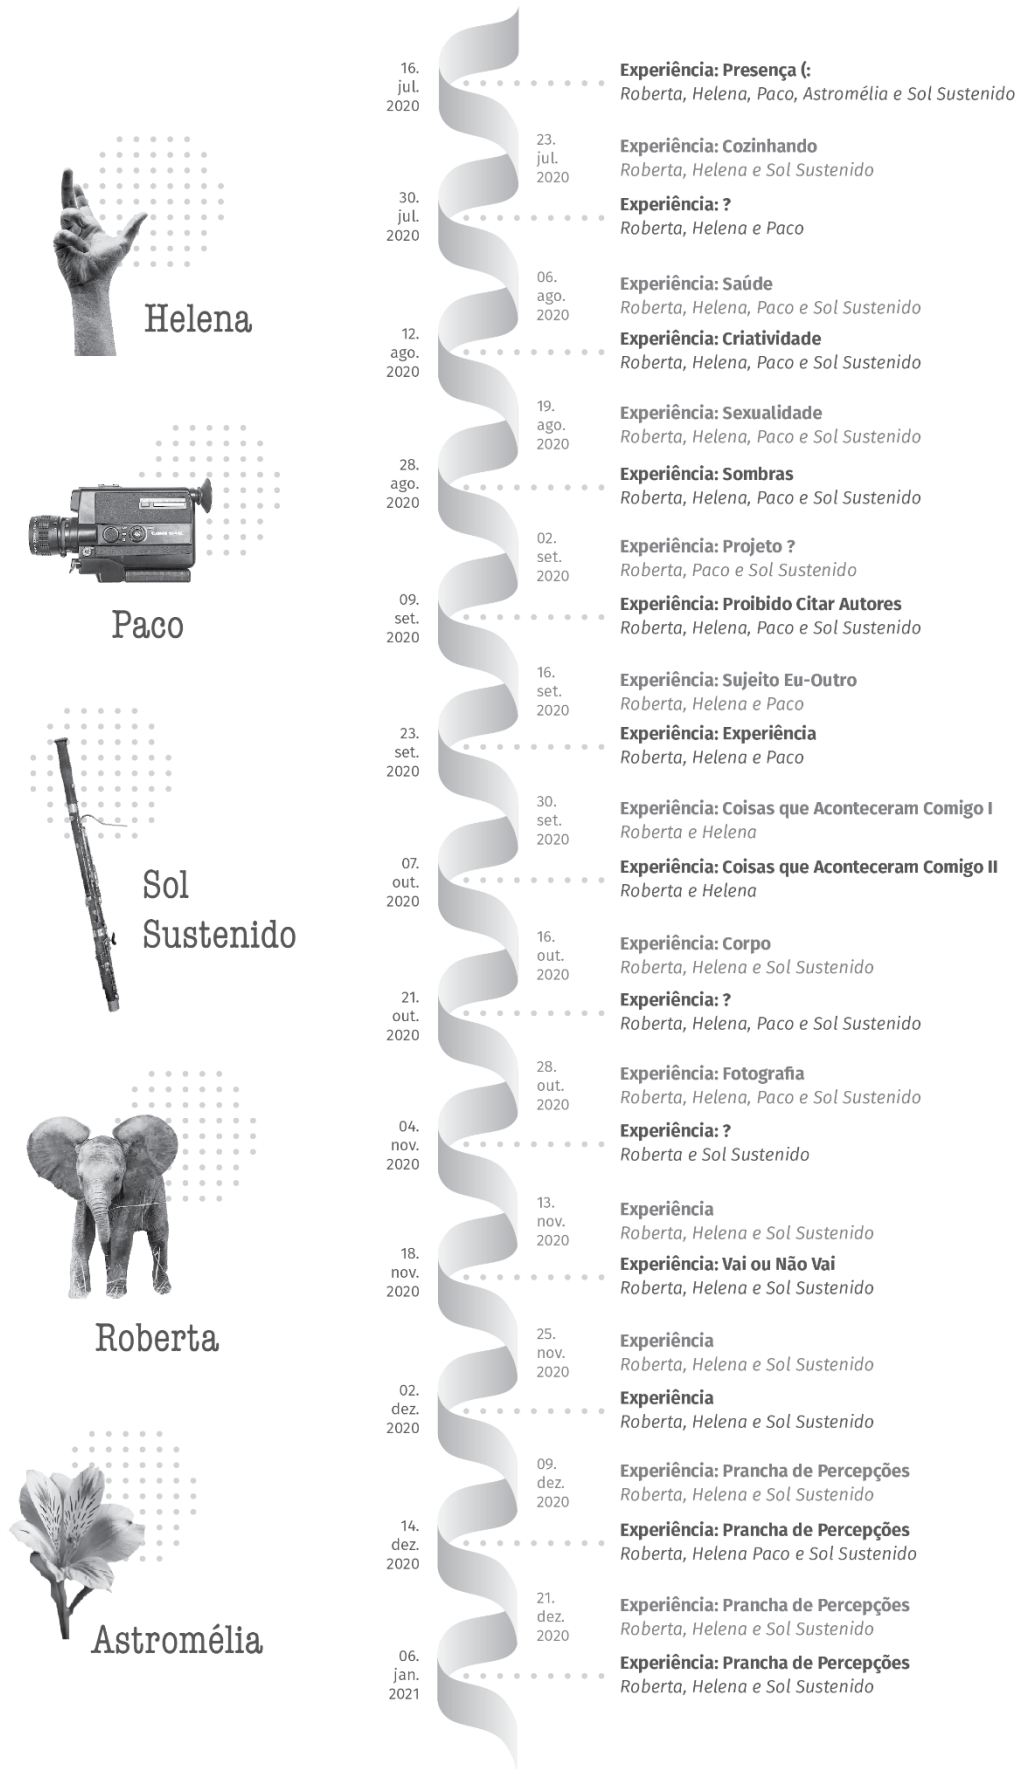 16.
jul.
2020
Experiência: Presença (:
Roberta, Helena, Paco, Astromélia e Sol Sustenido
23.
jul.
2020
Experiência: Cozinhando
Roberta, Helena e Sol Sustenido
30.
jul.
2020
Experiência: ?
Roberta, Helena e Paco
Helena
06.
ago.
2020
Experiência: Saúde
Roberta, Helena, Paco e Sol Sustenido
12.
ago.
2020
Experiência: Criatividade
Roberta, Helena, Paco e Sol Sustenido
19.
ago.
2020
Experiência: Sexualidade
Roberta, Helena, Paco e Sol Sustenido
28.
ago.
2020
Experiência: Sombras
Roberta, Helena, Paco e Sol Sustenido
02.
set.
2020
Experiência: Projeto ?
Roberta, Paco e Sol Sustenido
Paco
09.
set.
2020
Experiência: Proibido Citar Autores
Roberta, Helena, Paco e Sol Sustenido
16.
set.
2020
Experiência: Sujeito Eu-Outro
Roberta, Helena e Paco
23.
set.
2020
Experiência: Experiência
Roberta, Helena e Paco
30.
set.
2020
Experiência: Coisas que Aconteceram Comigo I
Roberta e Helena
07.
out.
2020
Experiência: Coisas que Aconteceram Comigo II
Roberta e Helena
Sol
Sustenido
16.
out.
2020
Experiência: Corpo
Roberta, Helena e Sol Sustenido
21.
out.
2020
Experiência: ?
Roberta, Helena, Paco e Sol Sustenido
28.
out.
2020
Experiência: Fotografia
Roberta, Helena, Paco e Sol Sustenido
04.
nov.
2020
Experiência: ?
Roberta e Sol Sustenido
13.
nov.
2020
Experiência
Roberta, Helena e Sol Sustenido
18.
nov.
2020
Experiência: Vai ou Não Vai
Roberta, Helena e Sol Sustenido
Roberta
25.
nov.
2020
Experiência
Roberta, Helena e Sol Sustenido
02.
dez.
2020
Experiência
Roberta, Helena e Sol Sustenido
09.
dez.
2020
Experiência: Prancha de Percepções
Roberta, Helena e Sol Sustenido
14.
dez.
2020
Experiência: Prancha de Percepções
Roberta, Helena Paco e Sol Sustenido
21.
dez.
2020
Experiência: Prancha de Percepções
Roberta, Helena e Sol Sustenido
Astromélia
06.
jan.
2021
Experiência: Prancha de Percepções
Roberta, Helena e Sol Sustenido